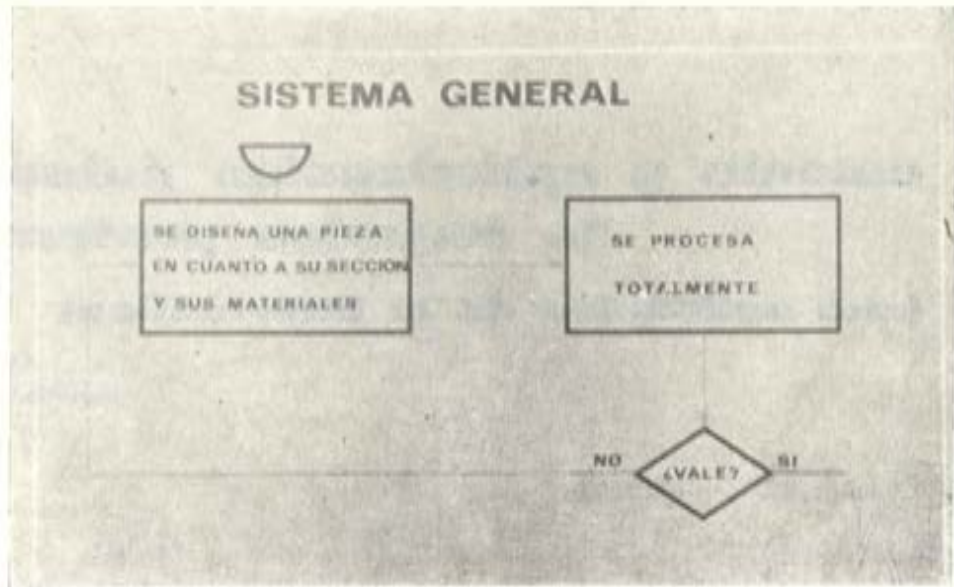 SISTEMA GENERAL
SE DISEÑA UNA PIEZA
EN CUANTO A SU SECCIÓN
Y SUS MATERIALES
SE PROCESA
TOTALMENTE
NO
¿VALE?
SI